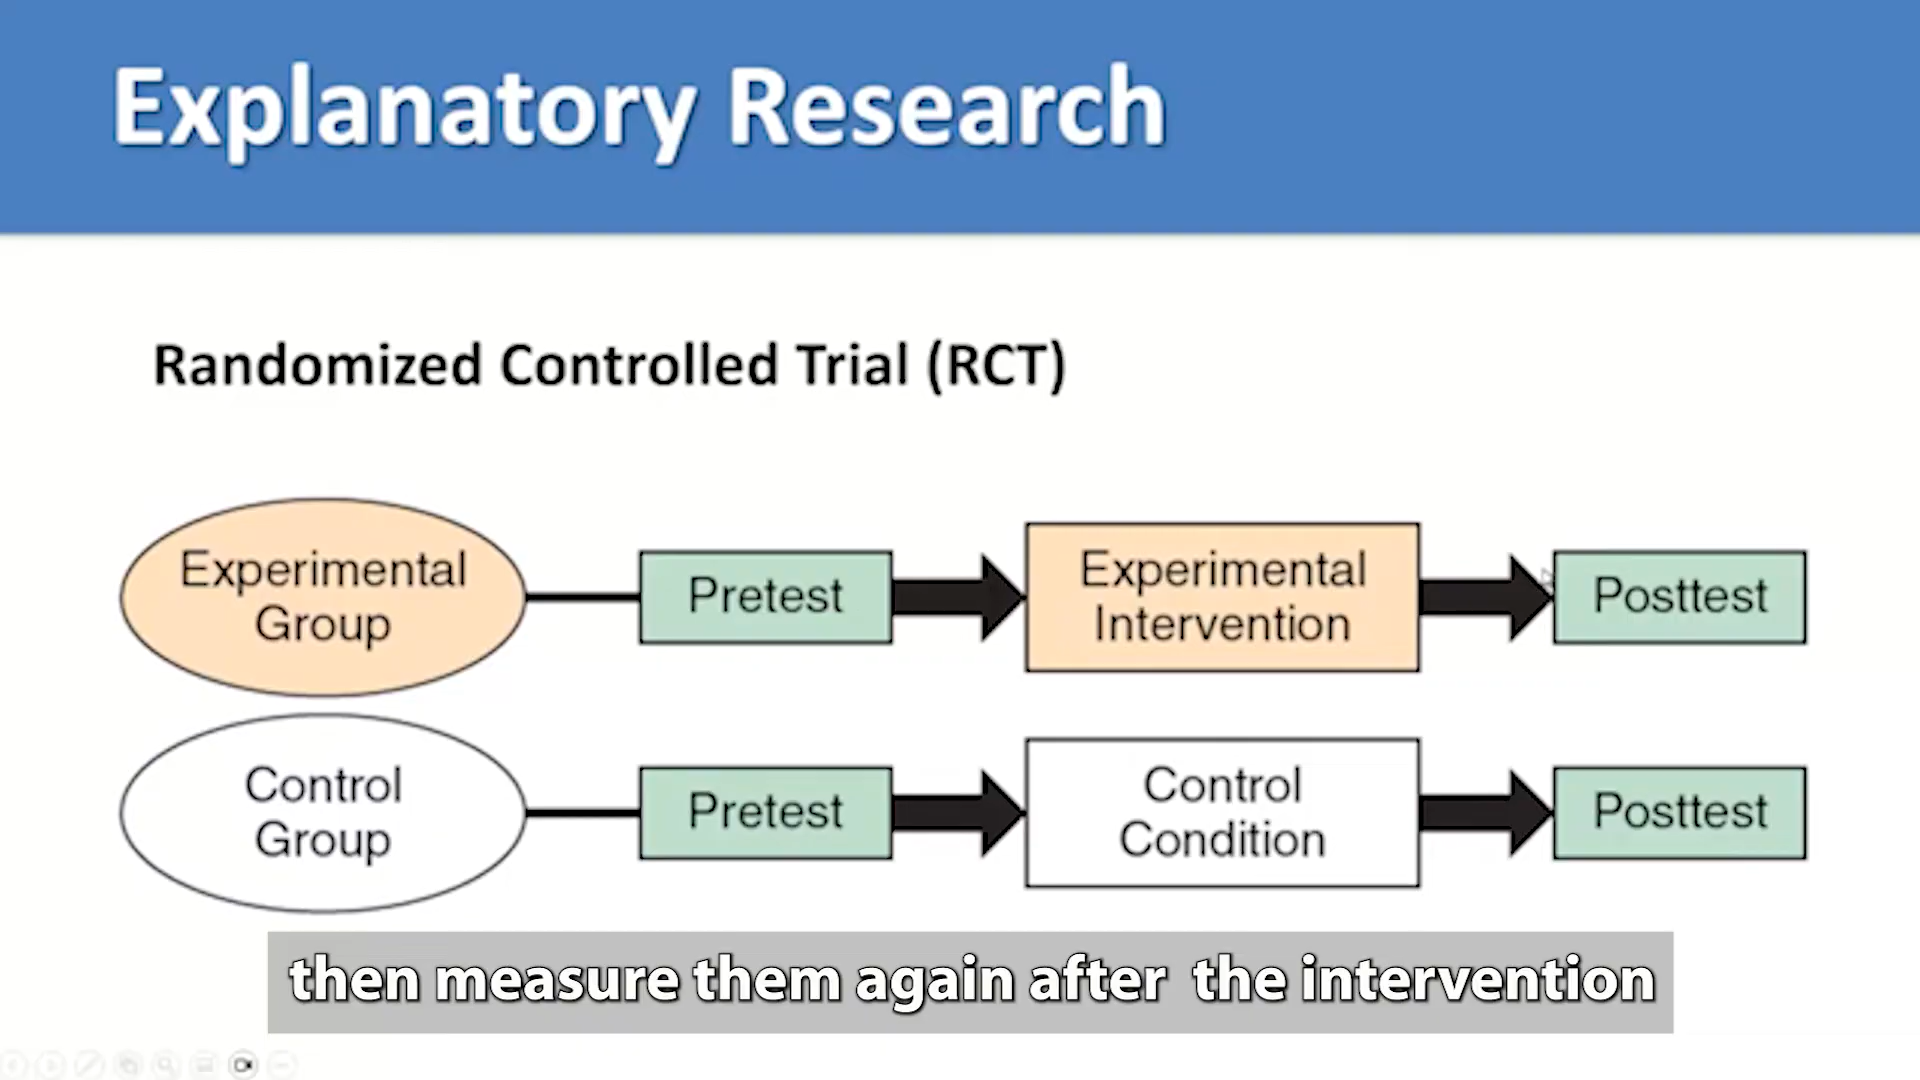 Explanatory Research
Randomized Controlled Trial (RCT)
Experimental
Group
Pretest
Experimental
Intervention
Posttest
Control
Group
Pretest
Control
Condition
Posttest
then measure them again after  the intervention